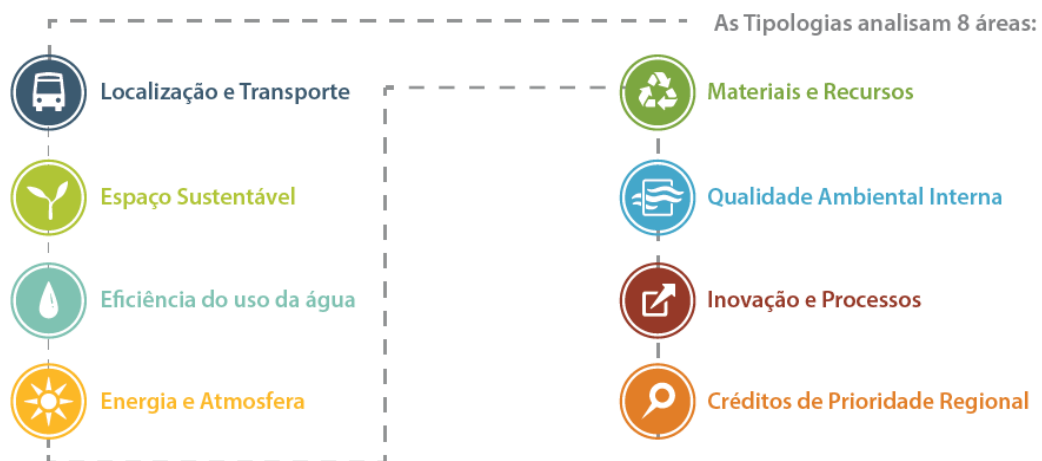 As Tipologias analisam 8 áreas:
Localização e Transporte
Espaço Sustentável
Eficiência do uso da água
Energia e Atmosfera
Materiais e Recursos
Qualidade Ambiental Interna
Inovação e Processos
Créditos de Prioridade Regional